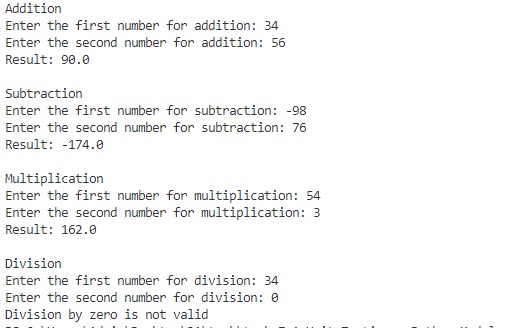 Addition
Enter the first number for addition: 34
Enter the second number for addition: 56
Result: 90.0
Subtraction
Enter the first number for subtraction: -98
Enter the second number for subtraction: 76
Result: -174.0
Multiplication
Enter the first number for multiplication: 54
Enter the second number for multiplication: 3
Result: 162.0
Division
Enter the first number for division: 34
Enter the second number for division: 0
Division by zero is not valid